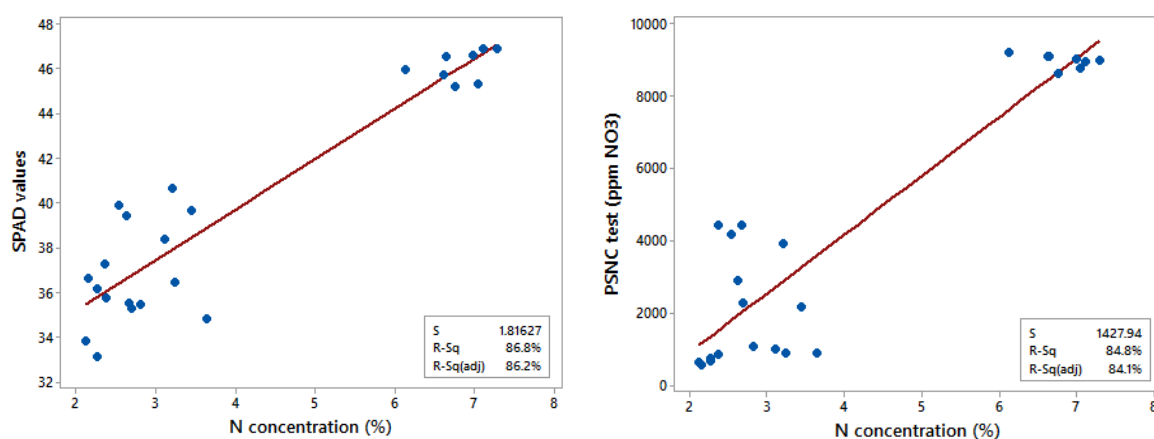 SPAD values
48
46
44
42
40
38
36
34
32
S 1.81627
R-Sq 86.8%
R-Sq(adj) 86.2%
2 3 4 5 6 7 8
N concentration (%)
PSNC test (ppm NO3)
10000
8000
6000
4000
2000
0
S 1427.94
R-Sq 84.8%
R-Sq(adj) 84.1%
2 3 4 5 6 7 8
N concentration (%)